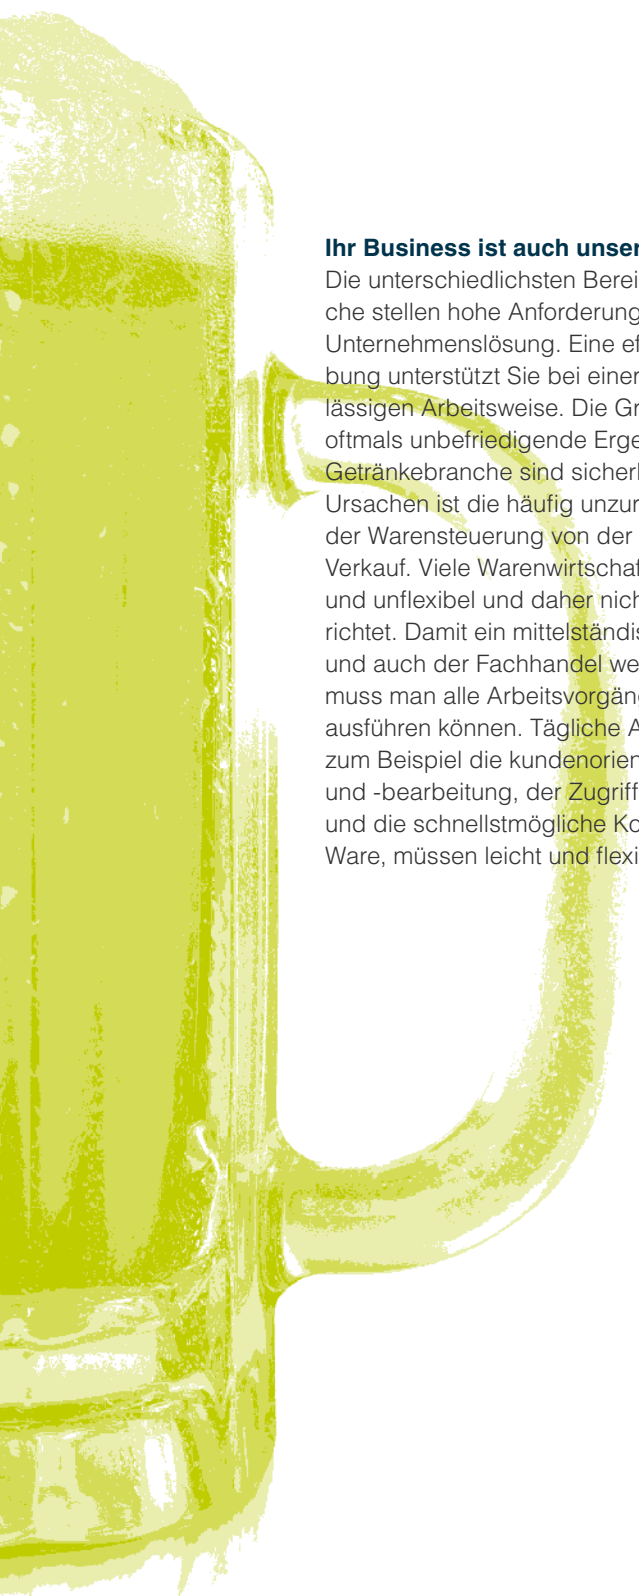 Ihr Business ist auch unser
Die unterschiedlichsten Berei
che stellen hohe Anforderung
Unternehmenslösung. Eine ef
bung unterstützt Sie bei einer
lässigen Arbeitsweise. Die Gr
oftmals unbefriedigende Erge
Getränkebranche sind sicherl
Ursachen ist die häufig unzur
der Warensteuerung von der
Verkauf. Viele Warenwirtschaf
und unflexibel und daher nich
richtet. Damit ein mittelständis
und auch der Fachhandel we
muss man alle Arbeitsvorgäng
ausführen können. Tägliche A
zum Beispiel die kundenorien
und -bearbeitung, der Zugriff
und die schnellstmögliche Ko
Ware, müssen leicht und flexi